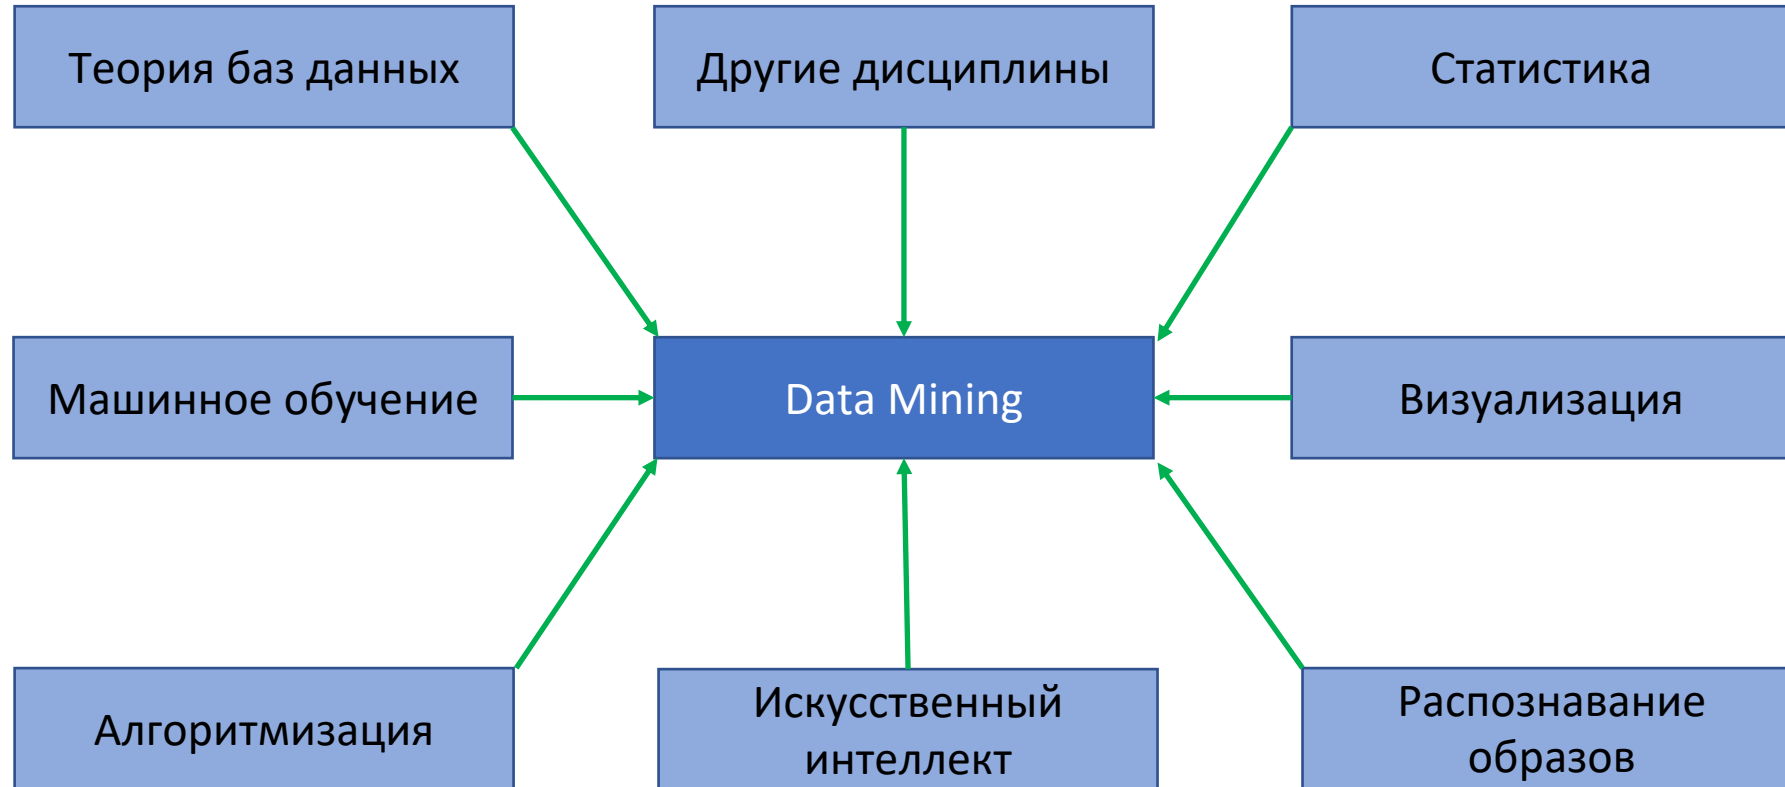 Теория баз данных
Другие дисциплины
Статистика
Машинное обучение
Data Mining
Визуализация
Алгоритмизация
Искусственный
интеллект
Распознавание
образов